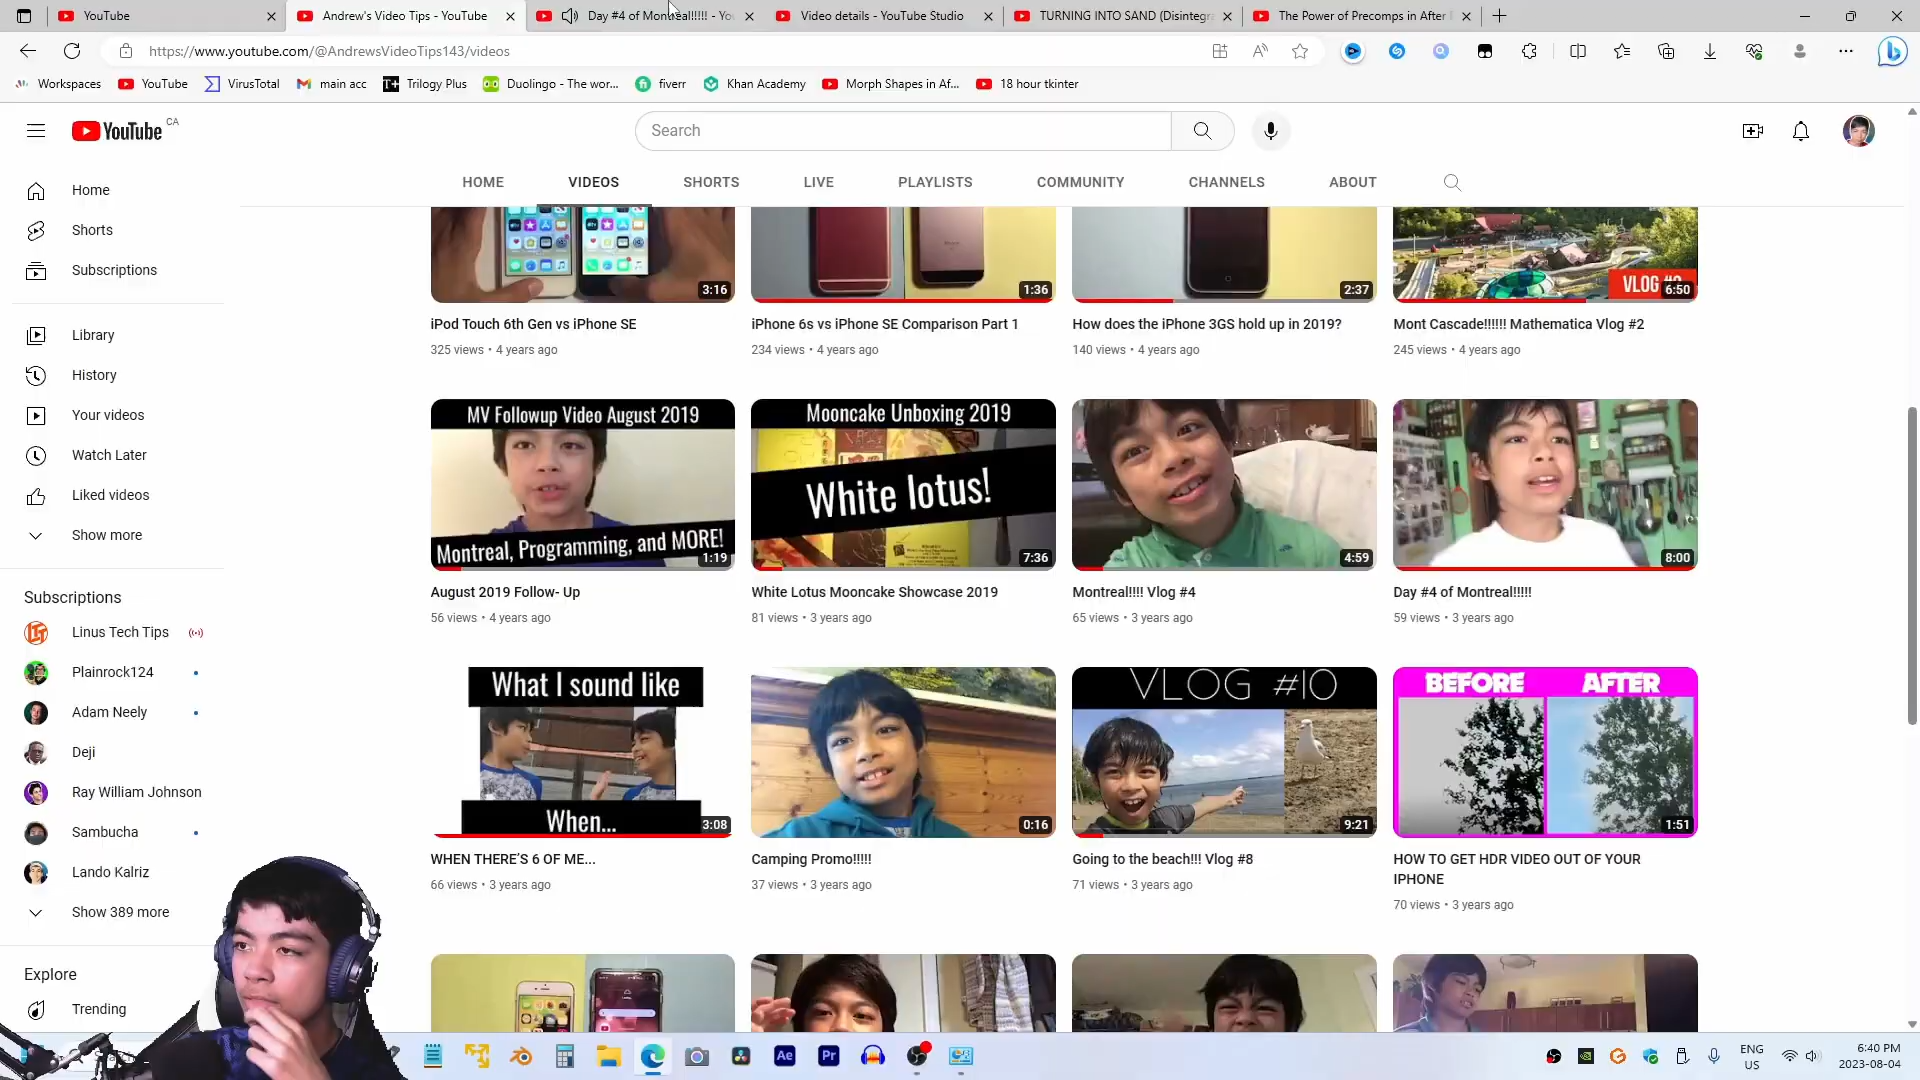 YouTube
Andrew's Video Tips - YouTube
Day #4 of Montreal!!!!! - Yo
Video details - YouTube Studio
TURNING INTO SAND (Disintegr
The Power of Precomps in After
https://www.youtube.com/@AndrewsVideoTips143/videos
Workspaces
YouTube
VirusTotal
main acc
Trilogy Plus
Duolingo - The wor...
fiverr
Khan Academy
Morph Shapes in Af...
18 hour tkinter
YouTube CA
Search
HOME
VIDEOS
SHORTS
LIVE
PLAYLISTS
COMMUNITY
CHANNELS
ABOUT
Home
Shorts
Subscriptions
Library
History
Your videos
Watch Later
Liked videos
Show more
Subscriptions
Linus Tech Tips
Plainrock124
Adam Neely
Deji
Ray William Johnson
Sambucha
Lando Kalriz
Show 389 more
Explore
Trending
3:16
iPod Touch 6th Gen vs iPhone SE
325 views • 4 years ago
1:36
iPhone 6s vs iPhone SE Comparison Part 1
234 views • 4 years ago
2:37
How does the iPhone 3GS hold up in 2019?
140 views • 4 years ago
VLOG #2
6:50
Mont Cascade!!!!!! Mathematica Vlog #2
245 views • 4 years ago
MV Followup Video August 2019
Montreal, Programming, and MORE!
1:19
August 2019 Follow- Up
56 views • 4 years ago
Mooncake Unboxing 2019
White lotus!
7:36
White Lotus Mooncake Showcase 2019
81 views • 3 years ago
4:59
Montreal!!!! Vlog #4
65 views • 3 years ago
8:00
Day #4 of Montreal!!!!!
59 views • 3 years ago
What I sound like
When...
3:08
WHEN THERE'S 6 OF ME...
66 views • 3 years ago
0:16
Camping Promo!!!!!
37 views • 3 years ago
VLOG #10
9:21
Going to the beach!!! Vlog #8
71 views • 3 years ago
BEFORE AFTER
1:51
HOW TO GET HDR VIDEO OUT OF YOUR
IPHONE
70 views • 3 years ago
Ae
Pr
ENG
US
6:40 PM
2023-08-04